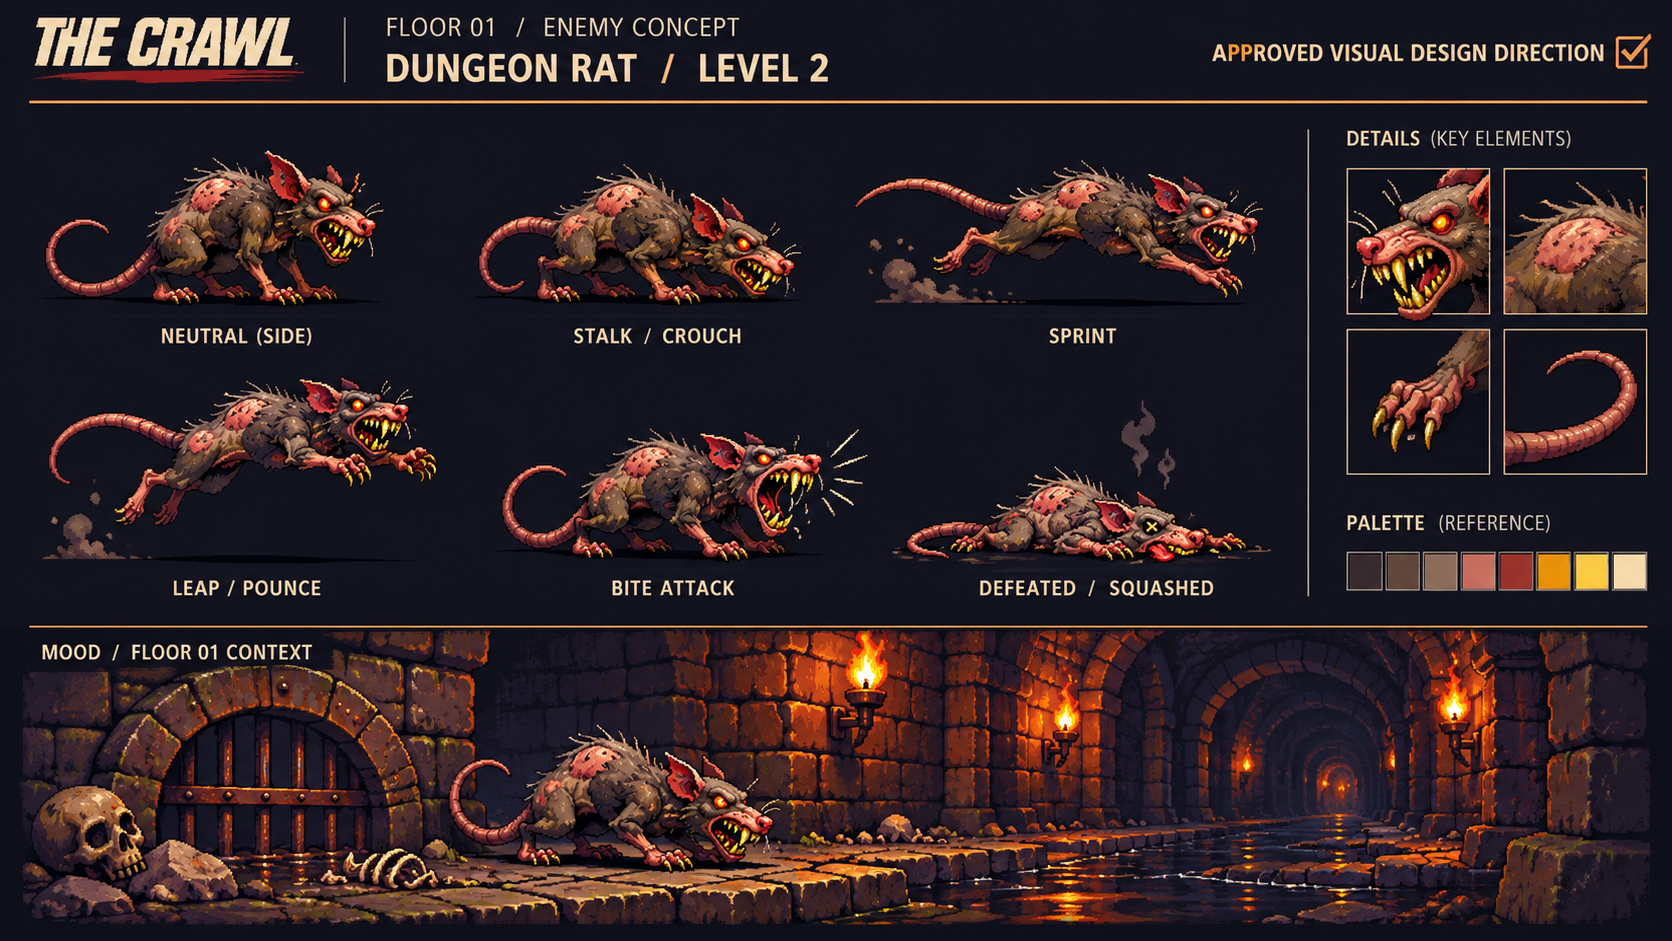 THE CRAWL
FLOOR 01 / ENEMY CONCEPT
DUNGEON RAT / LEVEL 2
APPROVED VISUAL DESIGN DIRECTION
DETAILS (KEY ELEMENTS)
NEUTRAL (SIDE)
STALK / CROUCH
SPRINT
LEAP / POUNCE
BITE ATTACK
DEFEATED / SQUASHED
PALETTE (REFERENCE)
MOOD / FLOOR 01 CONTEXT